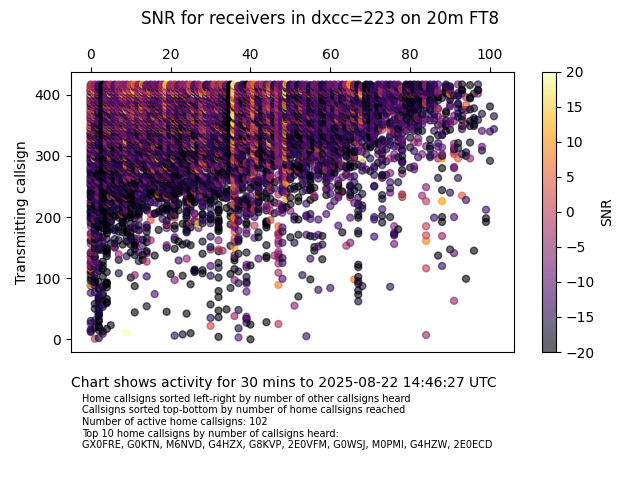 SNR for receivers in dxcc=223 on 20m FT8
0 20 40 60 80 100
400
300
200
100
0
Transmitting callsign
20
15
10
5
0
−5
−10
−15
−20
SNR
Chart shows activity for 30 mins to 2025-08-22 14:46:27 UTC
Home callsigns sorted left-right by number of other callsigns heard
Callsigns sorted top-bottom by number of home callsigns reached
Number of active home callsigns: 102
Top 10 home callsigns by number of callsigns heard:
GX0FRE, G0KTN, M6NVD, G4HZX, G8KVP, 2E0VFM, G0WSJ, M0PMI, G4HZW, 2E0ECD